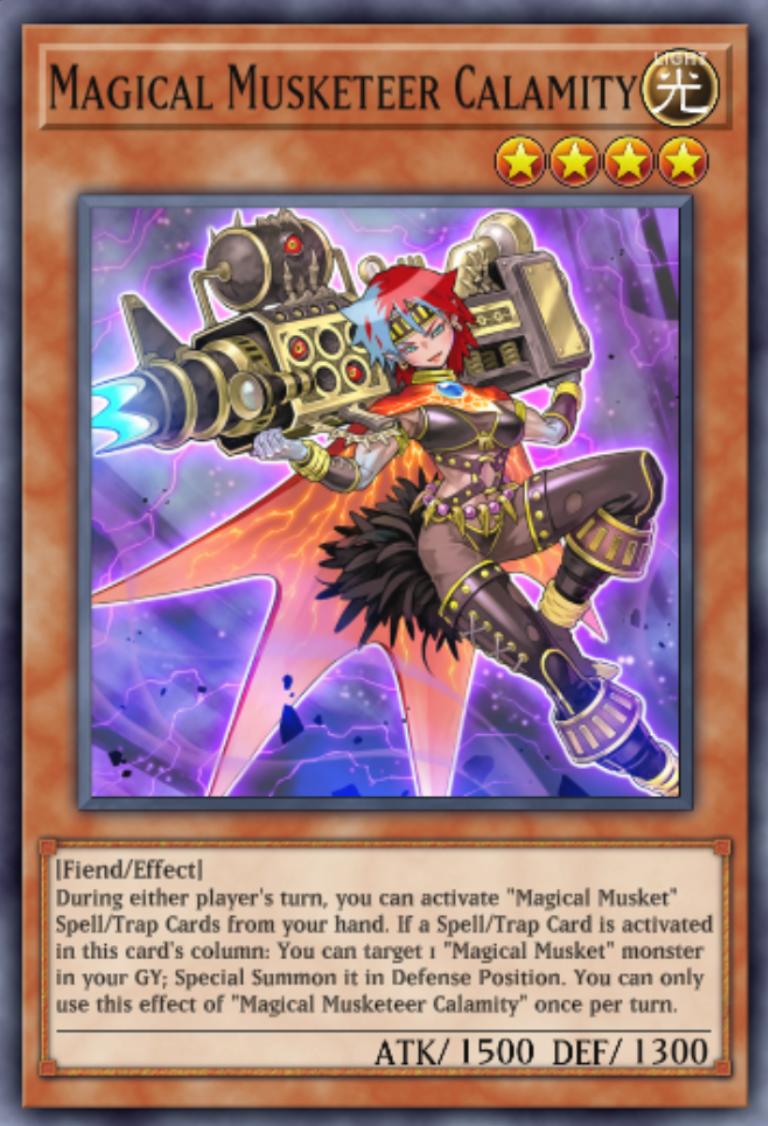 MAGICAL MUSKETEER CALAMITY
LIGHT
光
[Fiend/Effect]
During either player's turn, you can activate "Magical Musket"
Spell/Trap Cards from your hand. If a Spell/Trap Card is activated
in this card's column: You can target 1 "Magical Musket" monster
in your GY; Special Summon it in Defense Position. You can only
use this effect of "Magical Musketeer Calamity" once per turn.
ATK/ 1500 DEF/ 1300